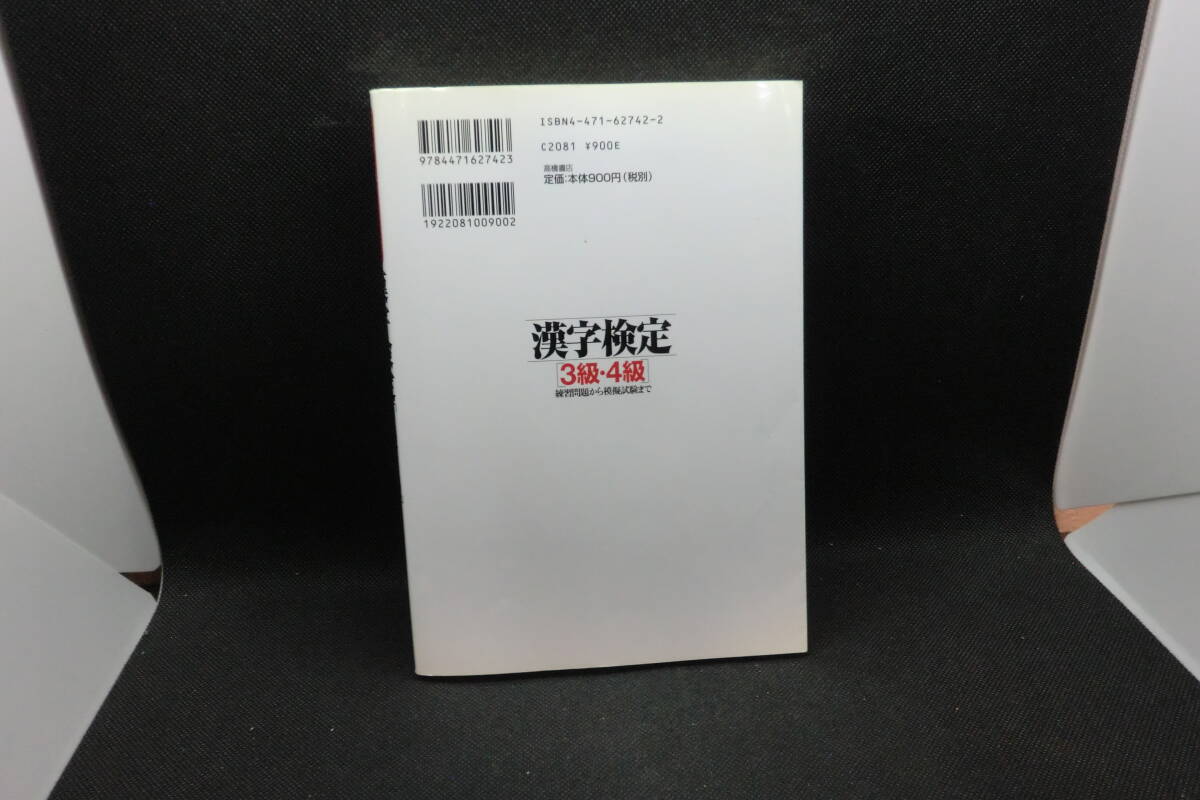 ISBN4-471-62742-2
9784471627423
C2081 ¥900E
高橋書店
定価:本体900円(税別)
1922081009002
漢字検定
3級・4級
練習問題から模擬試験まで